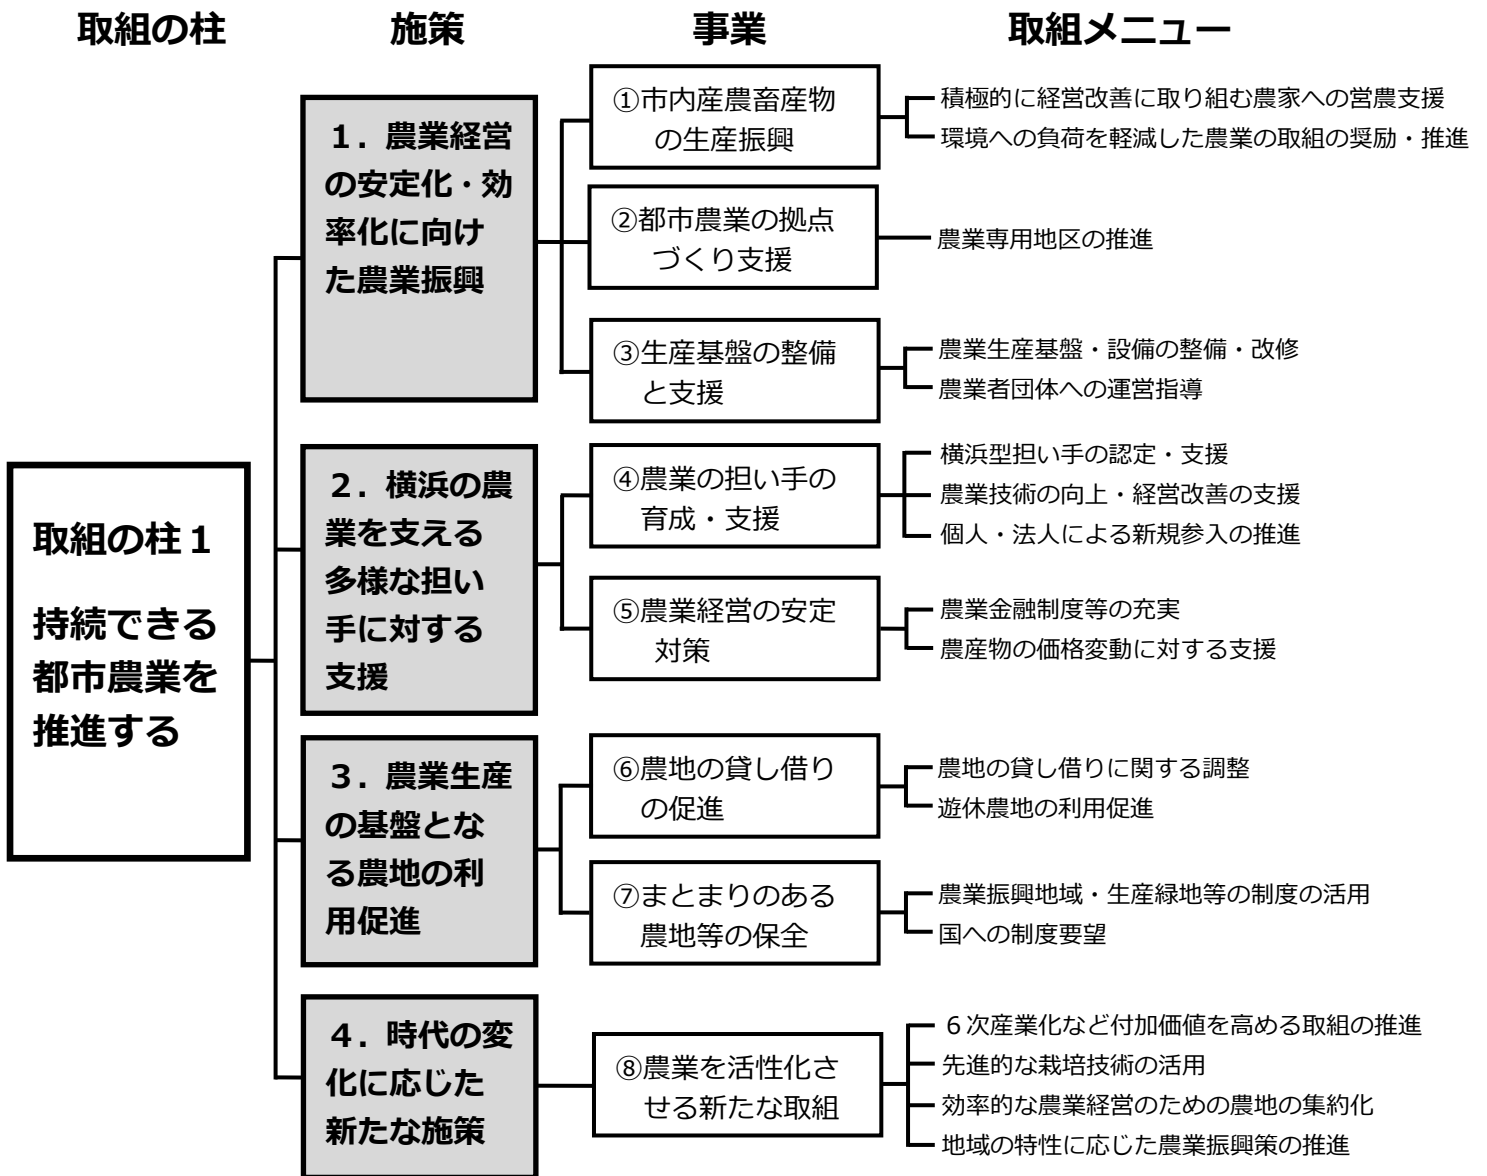 取組の柱
施策
事業
取組メニュー
取組の柱1
持続できる
都市農業を
推進する
1．農業経営
の安定化・効
率化に向け
た農業振興
①市内産農畜産物
の生産振興
積極的に経営改善に取り組む農家への営農支援
環境への負荷を軽減した農業の取組の奨励・推進
②都市農業の拠点
づくり支援
農業専用地区の推進
③生産基盤の整備
と支援
農業生産基盤・設備の整備・改修
農業者団体への運営指導
2．横浜の農
業を支える
多様な担い
手に対する
支援
④農業の担い手の
育成・支援
横浜型担い手の認定・支援
農業技術の向上・経営改善の支援
個人・法人による新規参入の推進
⑤農業経営の安定
対策
農業金融制度等の充実
農産物の価格変動に対する支援
3．農業生産
の基盤とな
る農地の利
用促進
⑥農地の貸し借り
の促進
農地の貸し借りに関する調整
遊休農地の利用促進
⑦まとまりのある
農地等の保全
農業振興地域・生産緑地等の制度の活用
国への制度要望
4．時代の変
化に応じた
新たな施策
⑧農業を活性化さ
せる新たな取組
６次産業化など付加価値を高める取組の推進
先進的な栽培技術の活用
効率的な農業経営のための農地の集約化
地域の特性に応じた農業振興策の推進